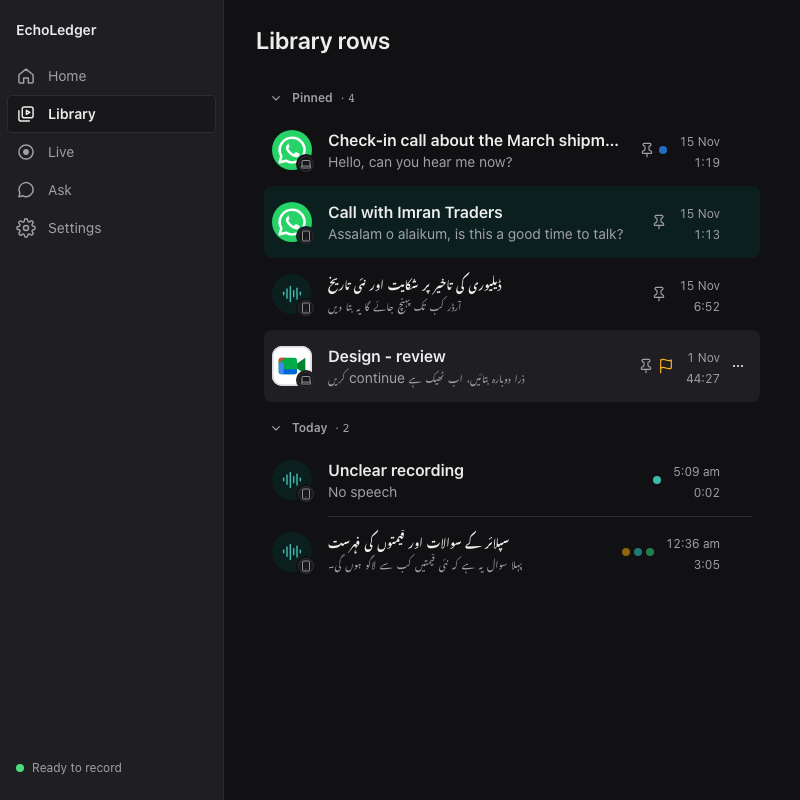 EchoLedger
Home
Library
Live
Ask
Settings
Ready to record
Library rows
Pinned · 4
Check-in call about the March shipm...
15 Nov
Hello, can you hear me now?
1:19
Call with Imran Traders
15 Nov
Assalam o alaikum, is this a good time to talk?
1:13
ڈیلیوری کی تاخیر پر شکایت اور نئی تاریخ
15 Nov
آرڈر کب تک پہنچ جائے گا یہ بتا دیں
6:52
Design - review
1 Nov
ذرا دوبارہ بتائیں، اب ٹھیک ہے continue کریں
44:27
Today · 2
Unclear recording
5:09 am
No speech
0:02
سپلائر کے سوالات اور قیمتوں کی فہرست
12:36 am
پہلا سوال یہ ہے کہ نئی قیمتیں کب سے لاگو ہوں گی۔
3:05